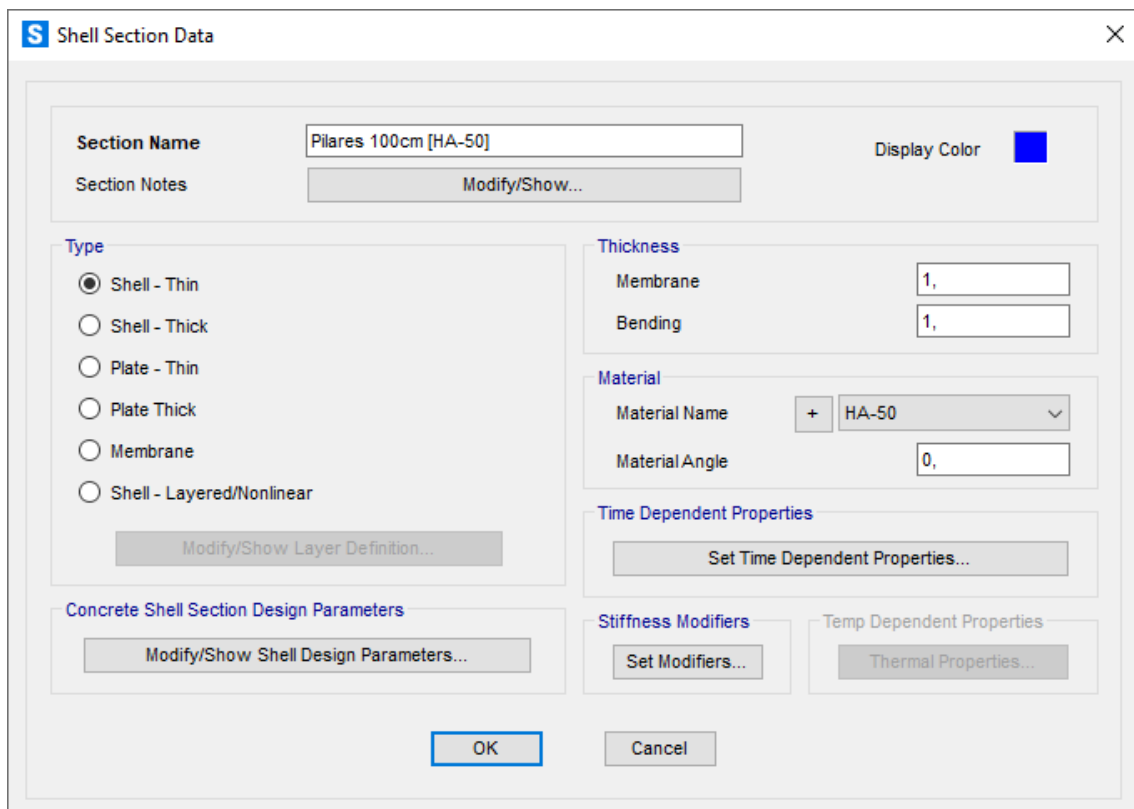 S Shell Section Data
Section Name Pilares 100cm [HA-50] Display Color
Section Notes Modify/Show...
Type
Shell - Thin
Shell - Thick
Plate - Thin
Plate Thick
Membrane
Shell - Layered/Nonlinear
Modify/Show Layer Definition...
Concrete Shell Section Design Parameters
Modify/Show Shell Design Parameters...
Thickness
Membrane 1,
Bending 1,
Material
Material Name + HA-50
Material Angle 0,
Time Dependent Properties
Set Time Dependent Properties...
Stiffness Modifiers
Set Modifiers...
Temp Dependent Properties
Thermal Properties...
OK Cancel